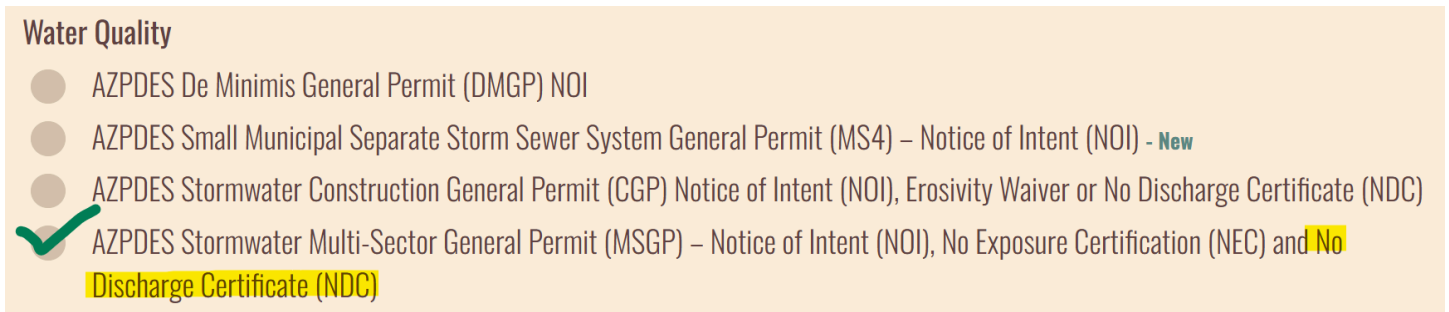 Water Quality
AZPDES De Minimis General Permit (DMGP) NOI
AZPDES Small Municipal Separate Storm Sewer System General Permit (MS4) – Notice of Intent (NOI) - New
AZPDES Stormwater Construction General Permit (CGP) Notice of Intent (NOI), Erosivity Waiver or No Discharge Certificate (NDC)
AZPDES Stormwater Multi-Sector General Permit (MSGP) – Notice of Intent (NOI), No Exposure Certification (NEC) and No
Discharge Certificate (NDC)